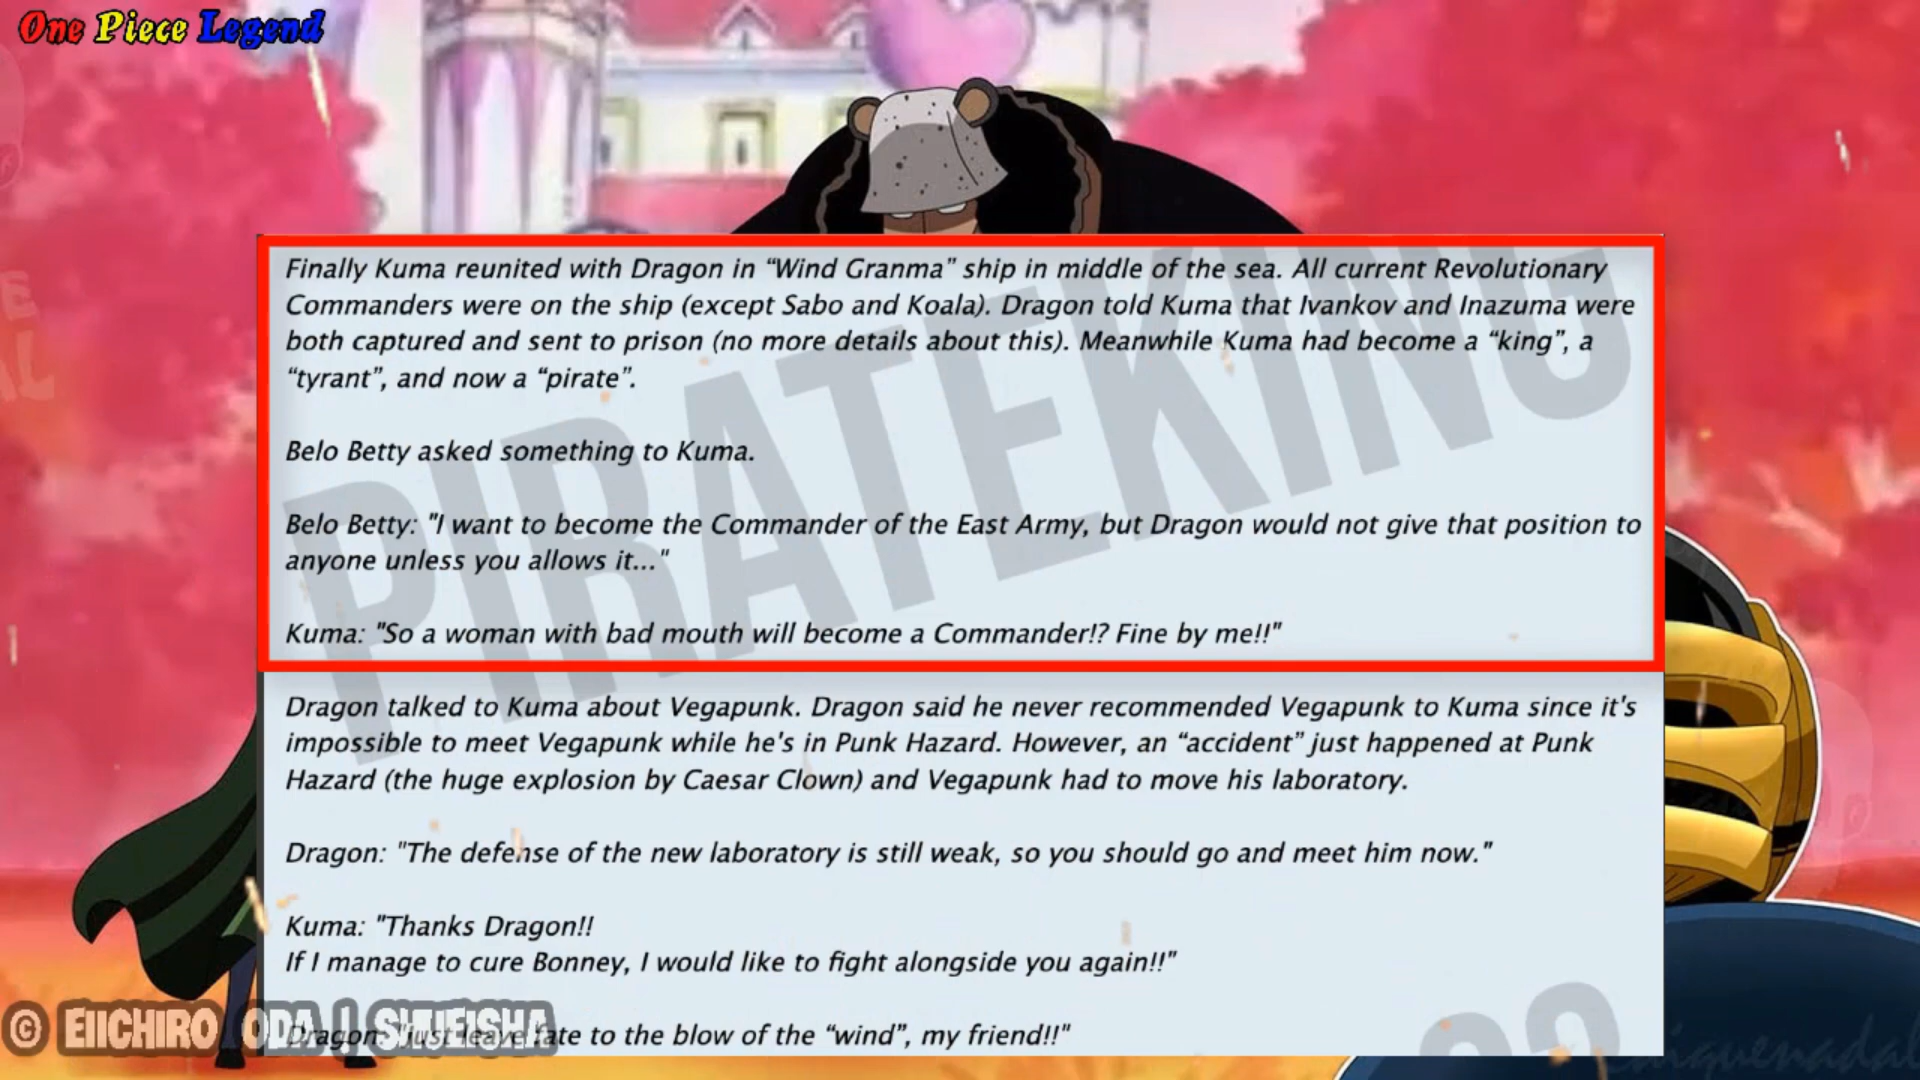 One Piece Legend
Finally Kuma reunited with Dragon in “Wind Granma” ship in middle of the sea. All current Revolutionary
Commanders were on the ship (except Sabo and Koala). Dragon told Kuma that Ivankov and Inazuma were
both captured and sent to prison (no more details about this). Meanwhile Kuma had become a “king”, a
“tyrant”, and now a “pirate”.
Belo Betty asked something to Kuma.
Belo Betty: "I want to become the Commander of the East Army, but Dragon would not give that position to
anyone unless you allows it..."
Kuma: "So a woman with bad mouth will become a Commander!? Fine by me!!"
PIRATEKING
Dragon talked to Kuma about Vegapunk. Dragon said he never recommended Vegapunk to Kuma since it's
impossible to meet Vegapunk while he's in Punk Hazard. However, an “accident” just happened at Punk
Hazard (the huge explosion by Caesar Clown) and Vegapunk had to move his laboratory.
Dragon: "The defense of the new laboratory is still weak, so you should go and meet him now."
Kuma: "Thanks Dragon!!
If I manage to cure Bonney, I would like to fight alongside you again!!"
Dragon: "just leave fate to the blow of the “wind”, my friend!!"
© EIICHIRO ODA | SHUEISHA